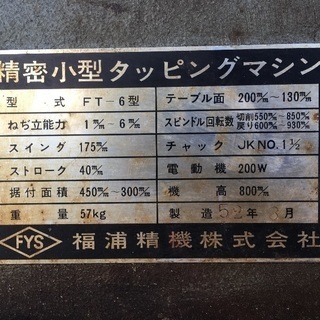 精密小型タッピングマシン
型式 FT-6型 テーブル面 200㎜~130㎜
ねぢ立能力 1㎜~6㎜ スピンドル回転数 切削550%~850% 戻り600%~930%
スインダ 175㎜ チャック JK NO.1½
ストローク 40㎜ 電動機 200W
据付面積 450㎜~300㎜ 機高 800㎜
重量 57kg 製造 52年 月
FYS 福浦精機株式会社